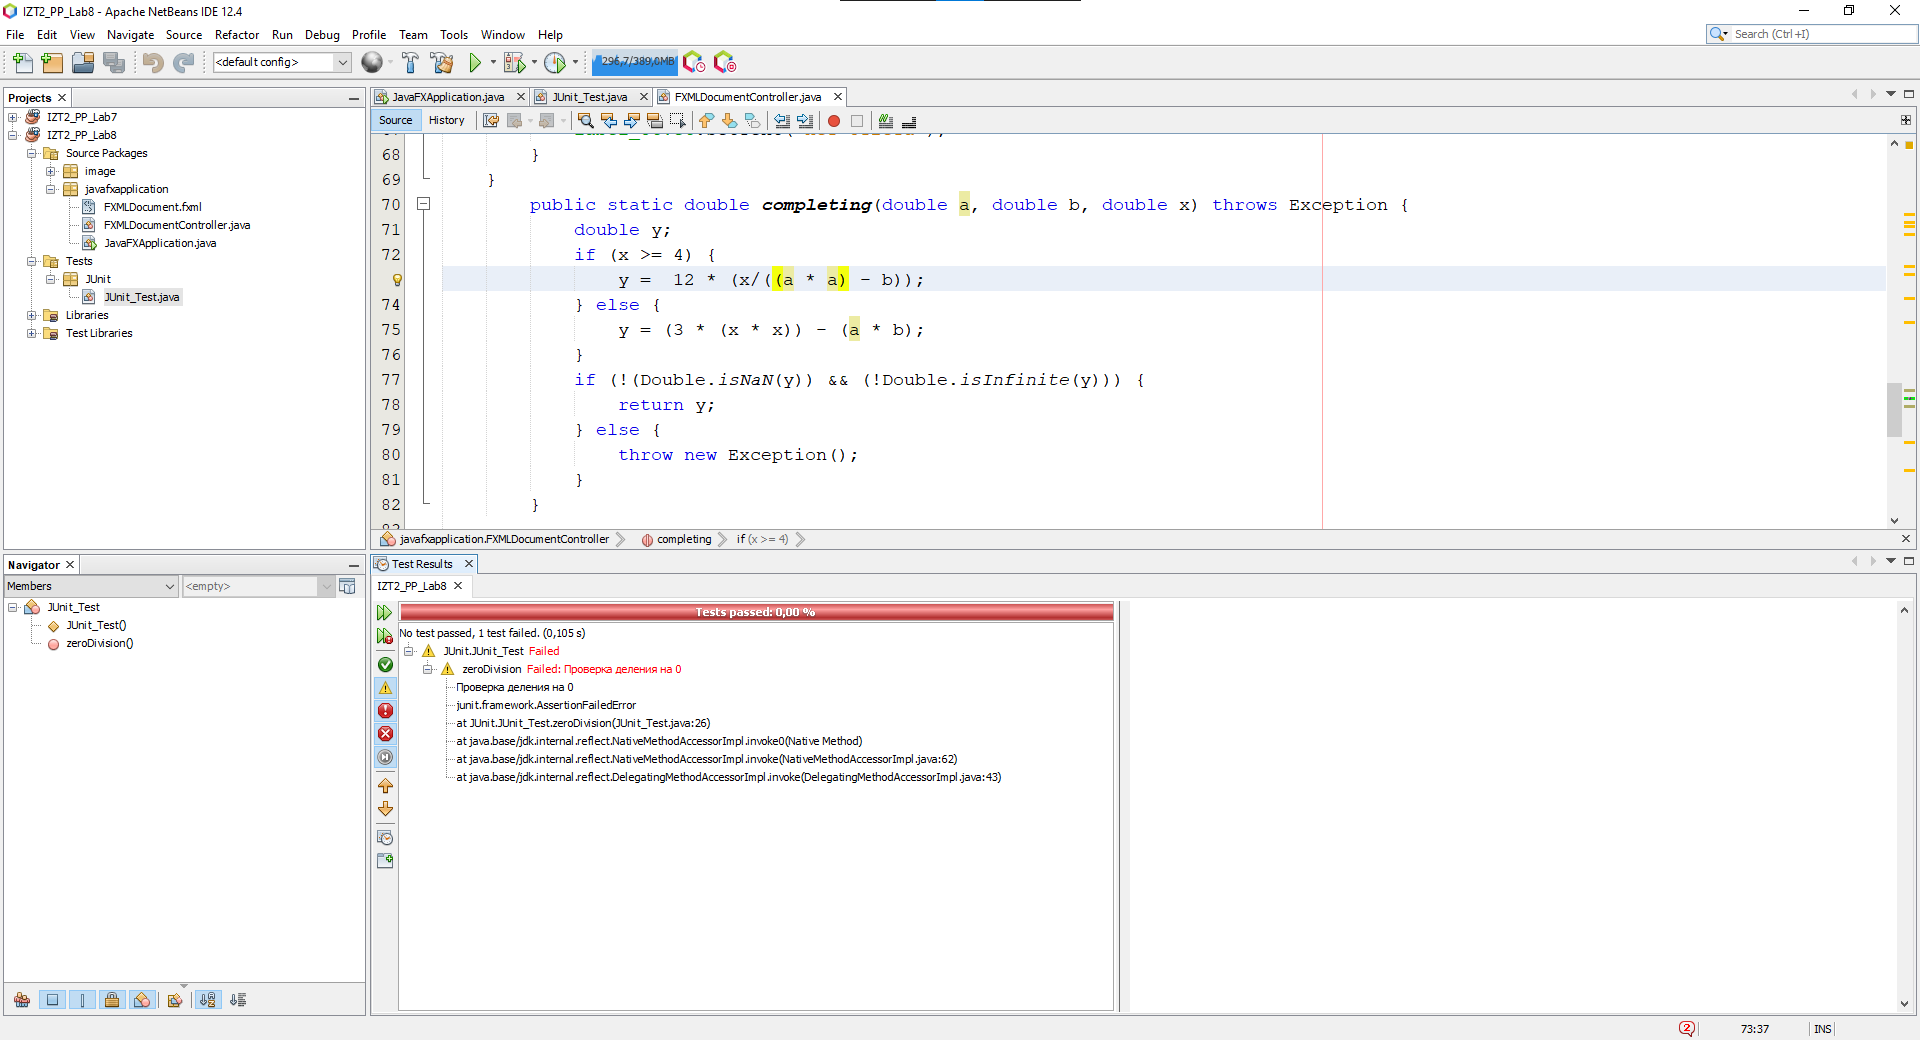 IZT2_PP_Lab8 - Apache NetBeans IDE 12.4
File Edit View Navigate Source Refactor Run Debug Profile Team Tools Window Help
Search (Ctrl+I)
<default config>
296,7/389,0MB
Projects
IZT2_PP_Lab7
IZT2_PP_Lab8
Source Packages
image
javafxapplication
FXMLDocument.fxml
FXMLDocumentController.java
JavaFXApplication.java
Tests
JUnit
JUnit_Test.java
Libraries
Test Libraries
JavaFXApplication.java JUnit_Test.java FXMLDocumentController.java
Source History
68 }
69 }
70 public static double completing(double a, double b, double x) throws Exception {
71 double y;
72 if (x >= 4) {
y =  12 * (x/((a * a) - b));
74 } else {
75 y = (3 * (x * x)) - (a * b);
76 }
77 if (!(Double.isNaN(y)) && (!Double.isInfinite(y))) {
78 return y;
79 } else {
80 throw new Exception();
81 }
82 }
javafxapplication.FXMLDocumentController completing if (x >= 4)
Navigator
Members <empty>
JUnit_Test
JUnit_Test()
zeroDivision()
Test Results
IZT2_PP_Lab8
Tests passed: 0,00 %
No test passed, 1 test failed. (0,105 s)
JUnit.JUnit_Test Failed
zeroDivision Failed: Проверка деления на 0
Проверка деления на 0
junit.framework.AssertionFailedError
at JUnit.JUnit_Test.zeroDivision(JUnit_Test.java:26)
at java.base/jdk.internal.reflect.NativeMethodAccessorImpl.invoke0(Native Method)
at java.base/jdk.internal.reflect.NativeMethodAccessorImpl.invoke(NativeMethodAccessorImpl.java:62)
at java.base/jdk.internal.reflect.DelegatingMethodAccessorImpl.invoke(DelegatingMethodAccessorImpl.java:43)
2 73:37 INS